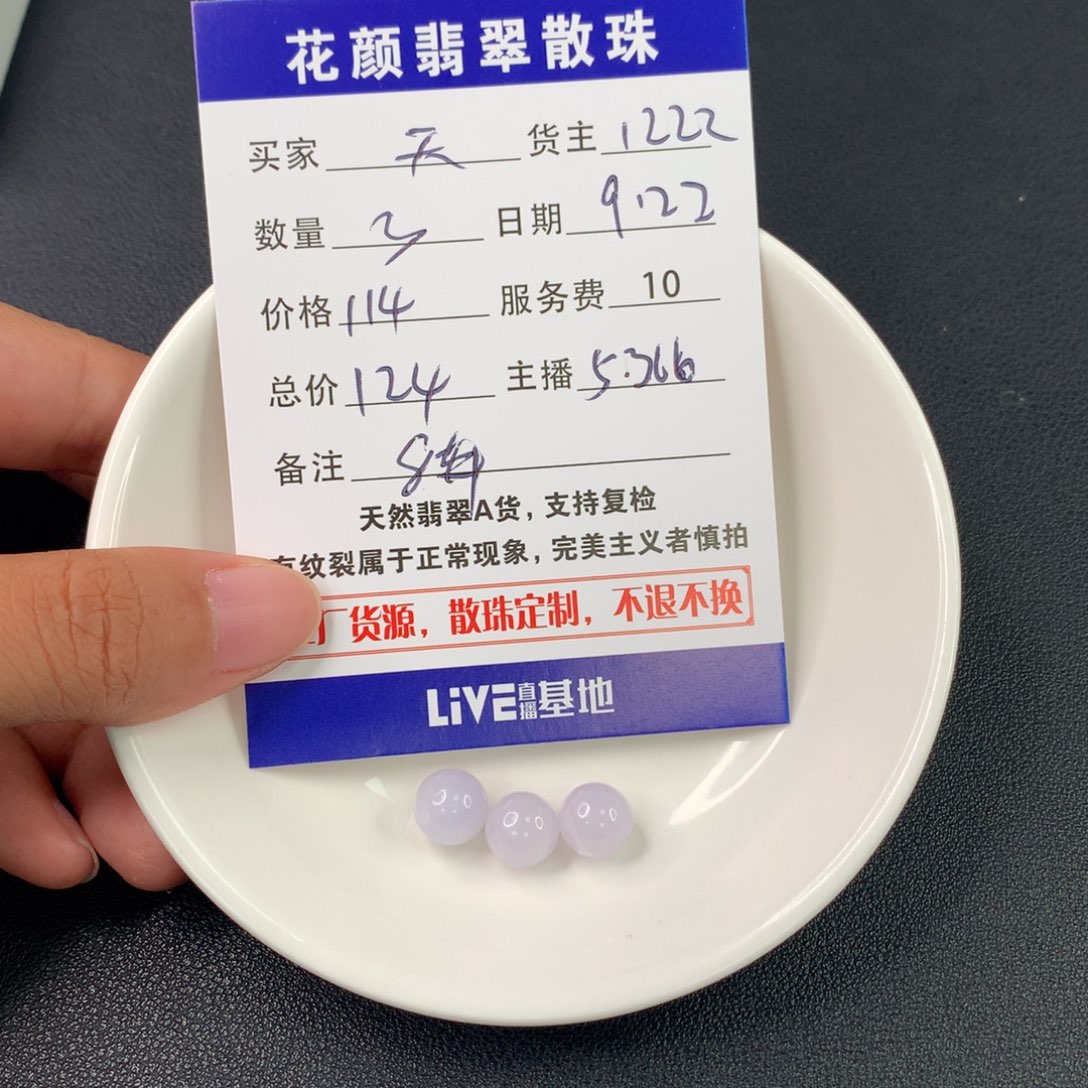 花颜翡翠散珠
买家 天 货主 1222
数量 3 日期 9.22
价格 114 服务费 10
总价 124 主播 5.366
备注 8
天然翡翠A货，支持复检
有纹裂属于正常现象，完美主义者慎拍
厂货源，散珠定制，不退不换
LiVE直播基地